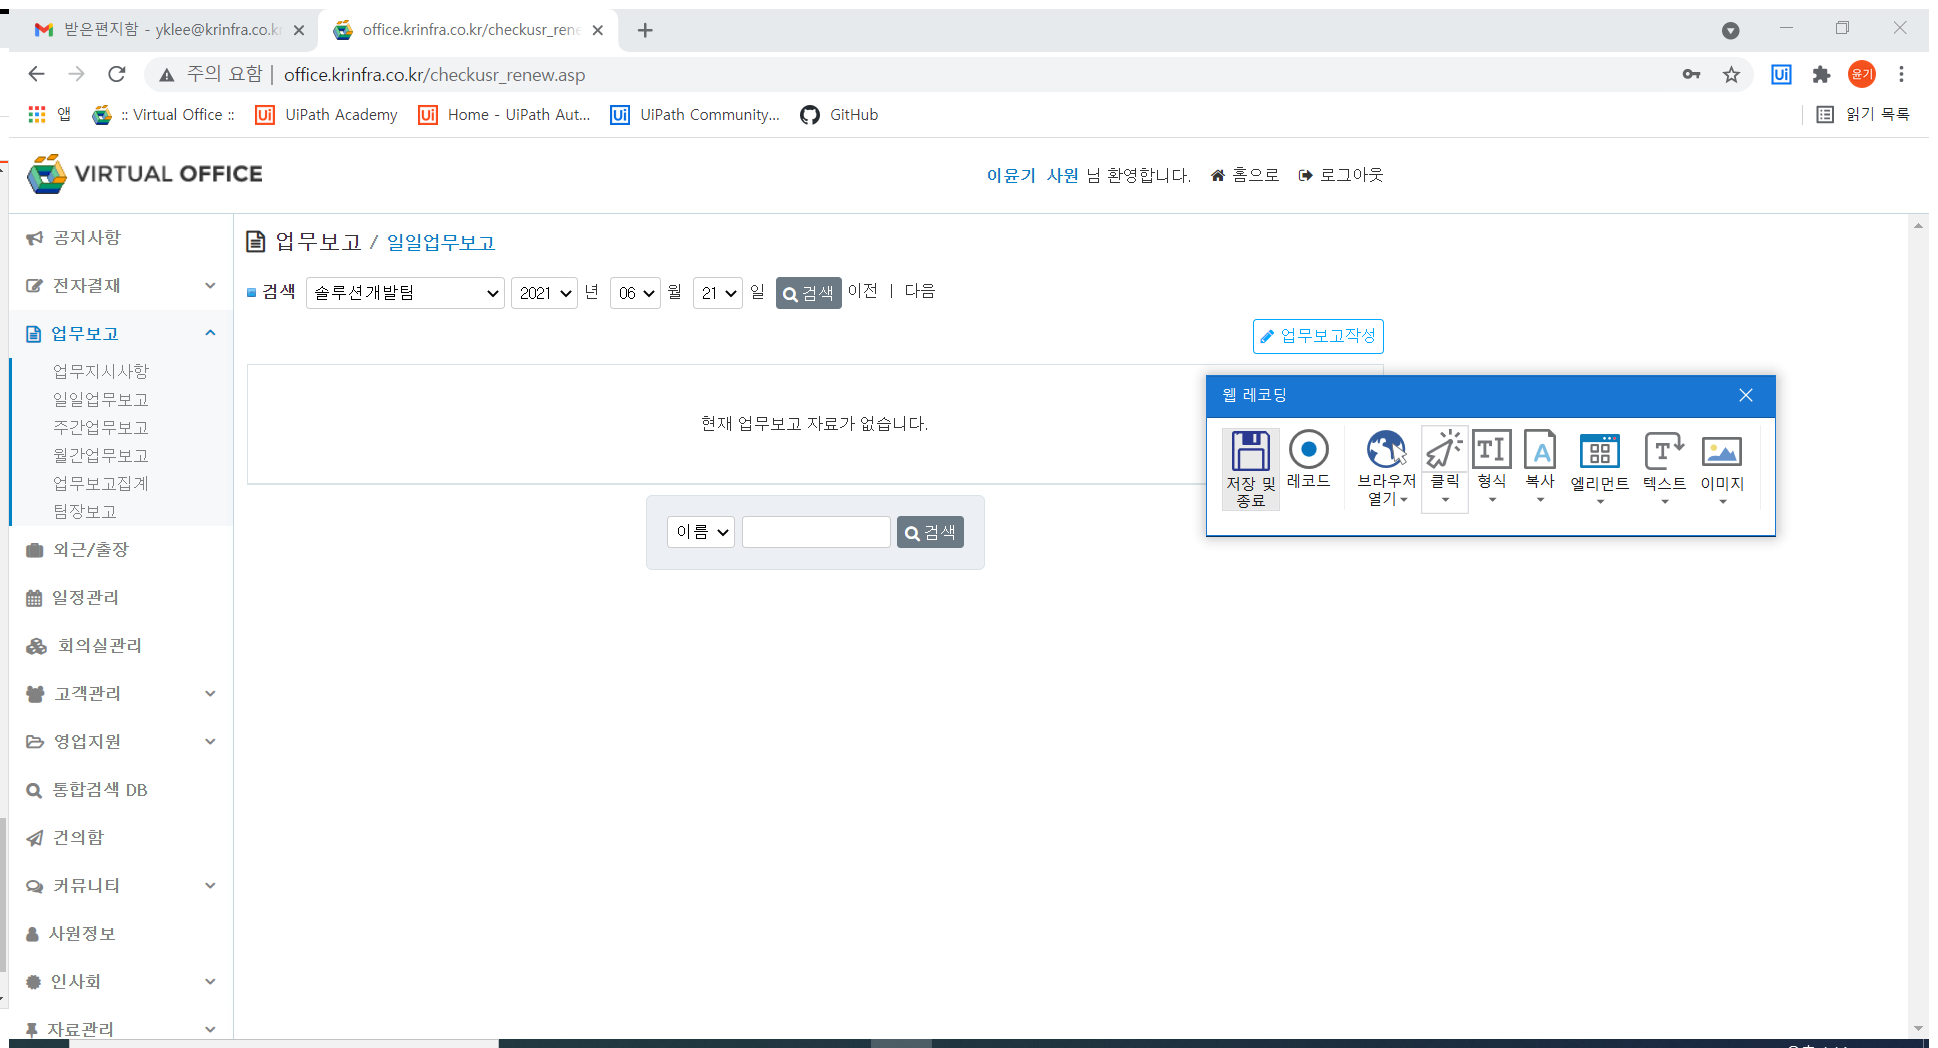 받은편지함 - yklee@krinfra.co.k
office.krinfra.co.kr/checkusr_ren
주의 요함 | office.krinfra.co.kr/checkusr_renew.asp
윤기
앱
:: Virtual Office ::
UiPath Academy
Home - UiPath Aut...
UiPath Community...
GitHub
읽기 목록
VIRTUAL OFFICE
이윤기 사원 님 환영합니다. 홈으로 로그아웃
공지사항
전자결재
업무보고
업무지시사항
일일업무보고
주간업무보고
월간업무보고
업무보고집계
팀장보고
외근/출장
일정관리
회의실관리
고객관리
영업지원
통합검색 DB
건의함
커뮤니티
사원정보
인사회
자료관리
업무보고 / 일일업무보고
검색 솔루션개발팀 2021 년 06 월 21 일 검색 이전 | 다음
업무보고작성
현재 업무보고 자료가 없습니다.
이름 검색
웹 레코딩
저장 및 종료
레코드
브라우저 열기
클릭
형식
복사
엘리먼트
텍스트
이미지